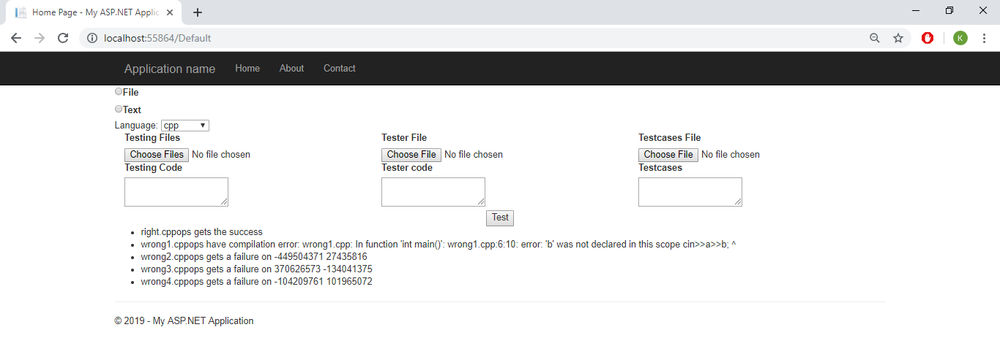 Home Page - My ASP.NET Applic
localhost:55864/Default
K
Application name Home About Contact
File
Text
Language: cpp
Testing Files Tester File Testcases File
Choose Files No file chosen Choose File No file chosen Choose File No file chosen
Testing Code Tester code Testcases
Test
right.cppops gets the success
wrong1.cppops have compilation error: wrong1.cpp: In function 'int main()': wrong1.cpp:6:10: error: 'b' was not declared in this scope cin>>a>>b; ^
wrong2.cppops gets a failure on -449504371 27435816
wrong3.cppops gets a failure on 370626573 -134041375
wrong4.cppops gets a failure on -104209761 101965072
© 2019 - My ASP.NET Application